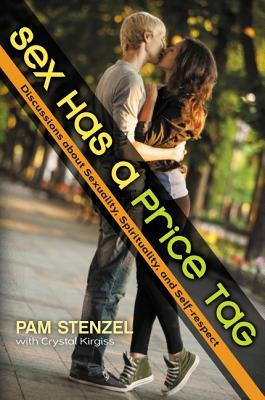 Sex Has a Price Tag
Discussions about Sexuality, Spirituality, and Self-respect
PAM STENZEL
with Crystal Kirgiss